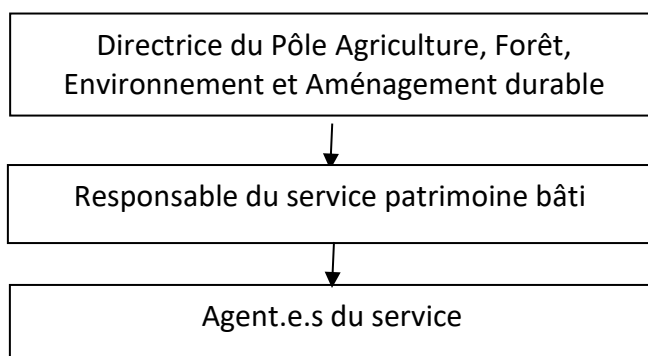 Directrice du Pôle Agriculture, Forêt,
Environnement et Aménagement durable
Responsable du service patrimoine bâti
Agent.e.s du service